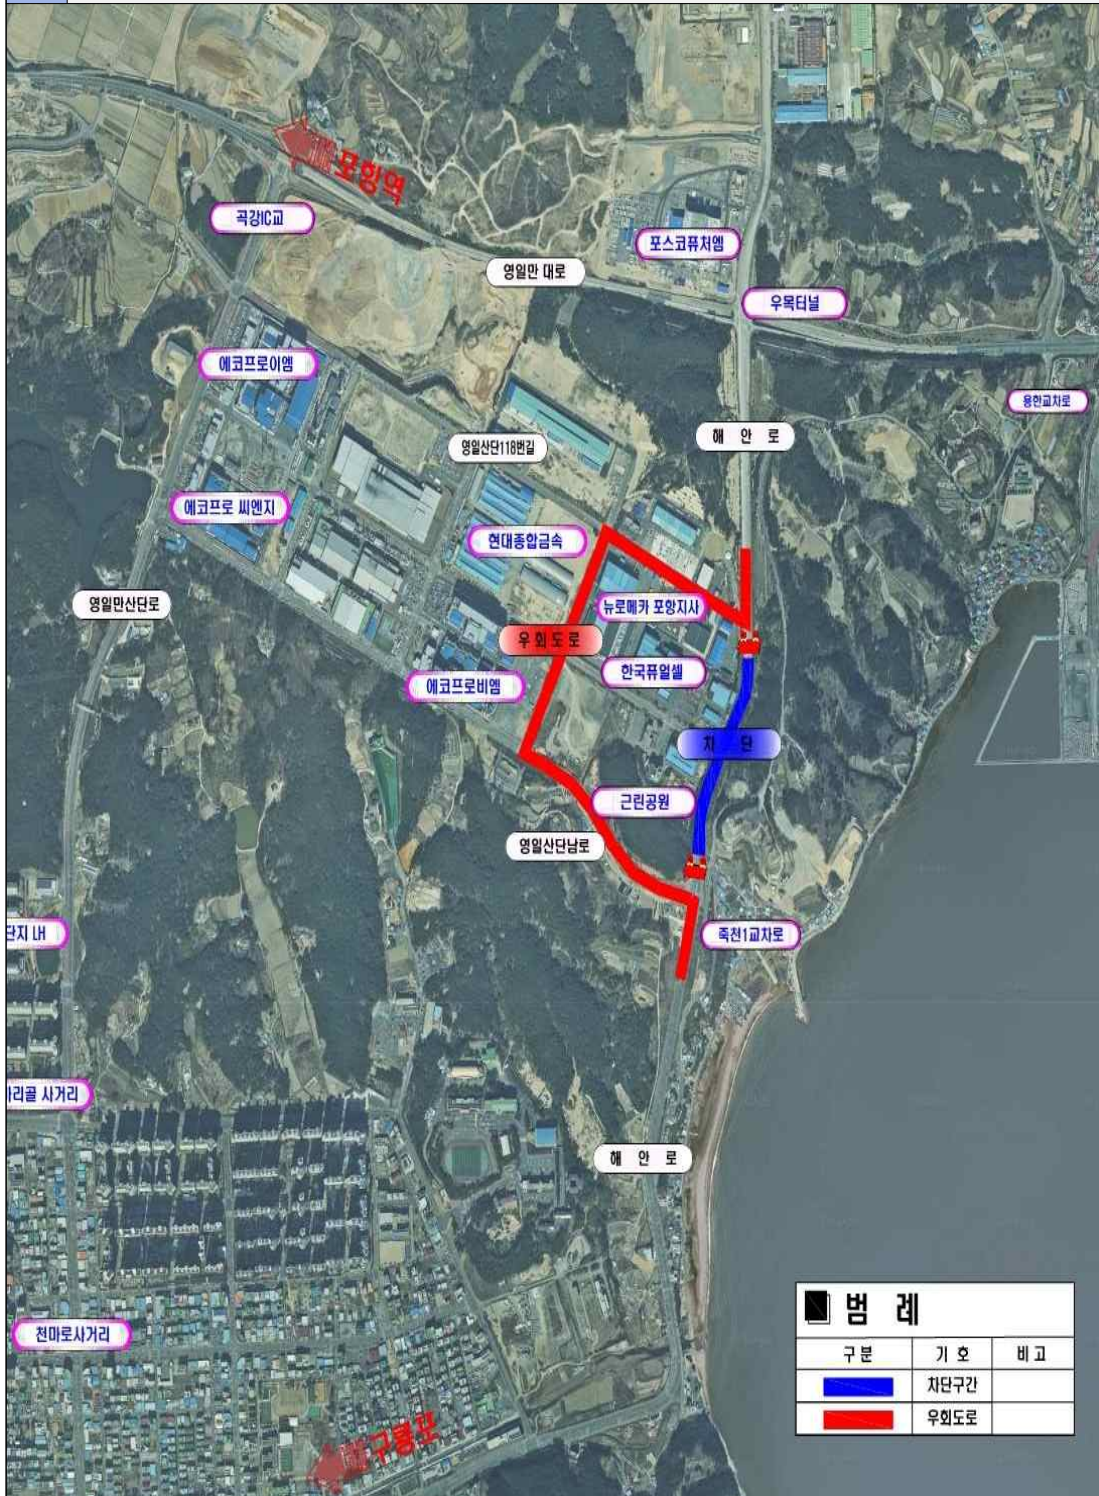 포항역
곡강IC교
포스코퓨처엠
영일만 대로
우목터널
에코프로이엠
용한교차로
해 안 로
영일산단118번길
에코프로 씨엔지
현대종합금속
영일만산단로
뉴로메카 포항지사
우 회 도 로
한국퓨얼셀
에코프로비엠
차 단
근린공원
영일산단남로
단지 LH
죽천1교차로
마리골 사거리
해 안 로
천마로사거리
구룡포
범 례
구 분 기 호 비 고
차단구간
우회도로